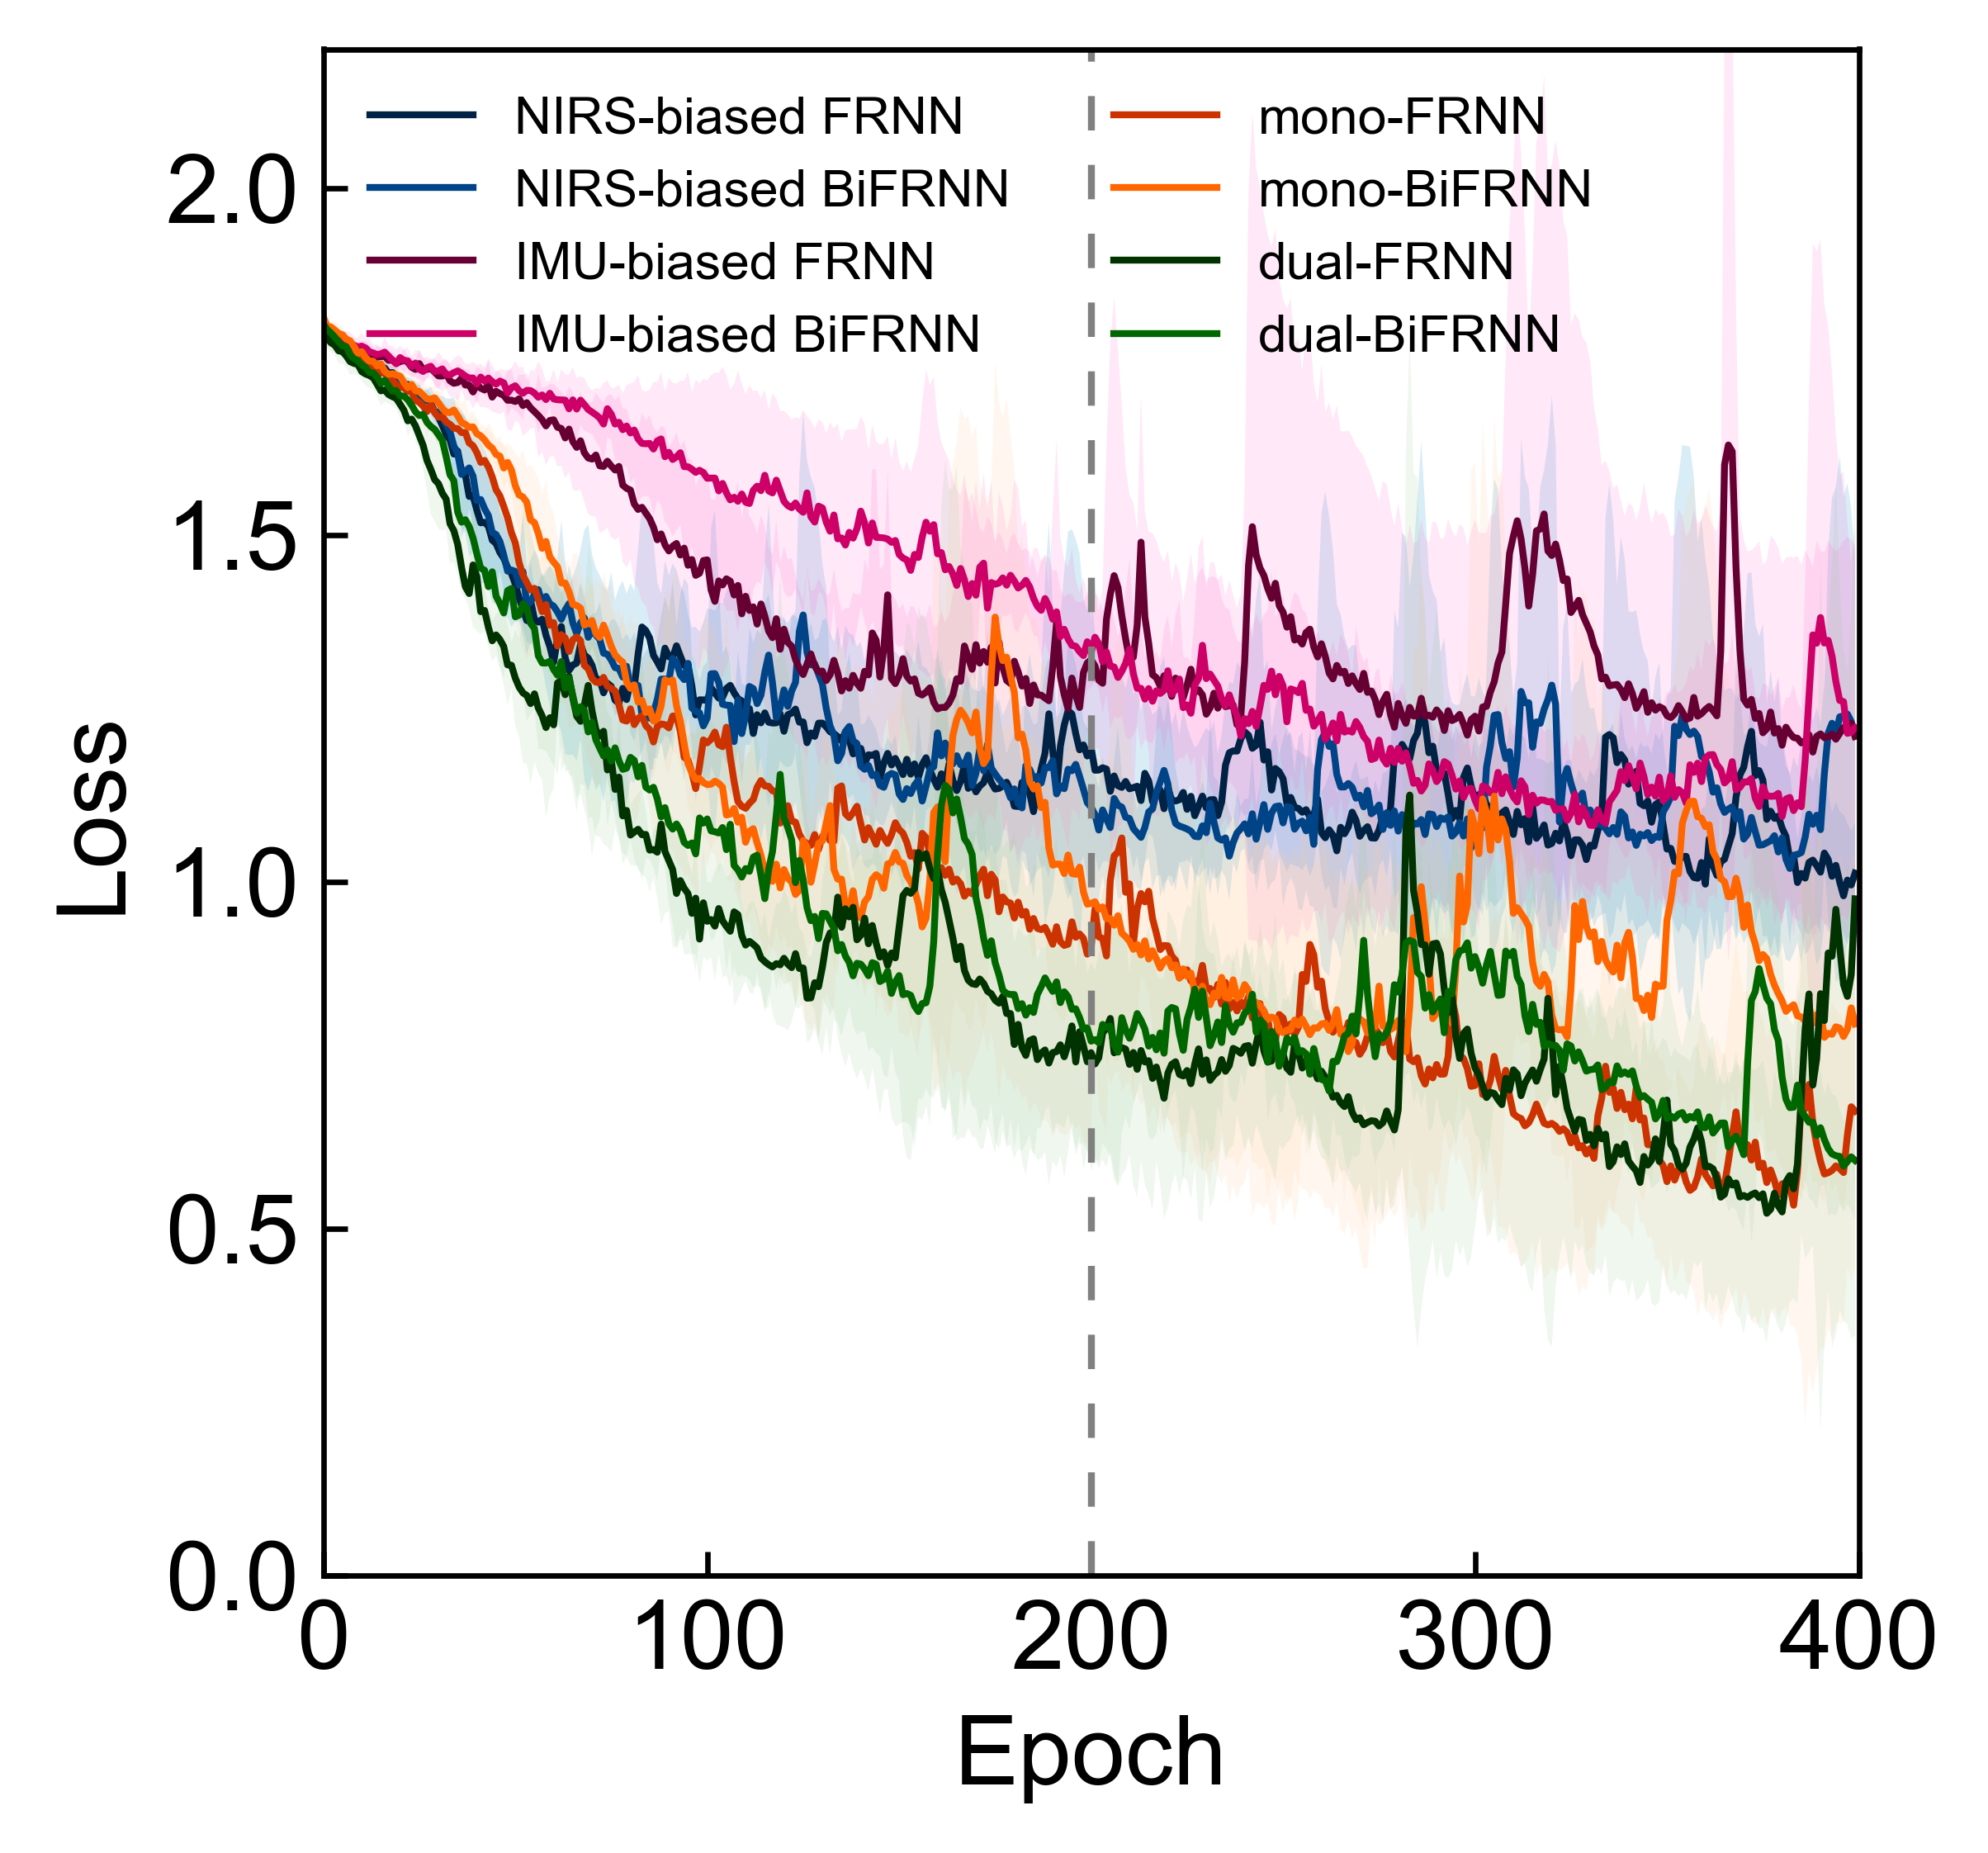 NIRS-biased FRNN
NIRS-biased BiFRNN
IMU-biased FRNN
IMU-biased BiFRNN
mono-FRNN
mono-BiFRNN
dual-FRNN
dual-BiFRNN
Loss
2.0
1.5
1.0
0.5
0.0
0 100 200 300 400
Epoch